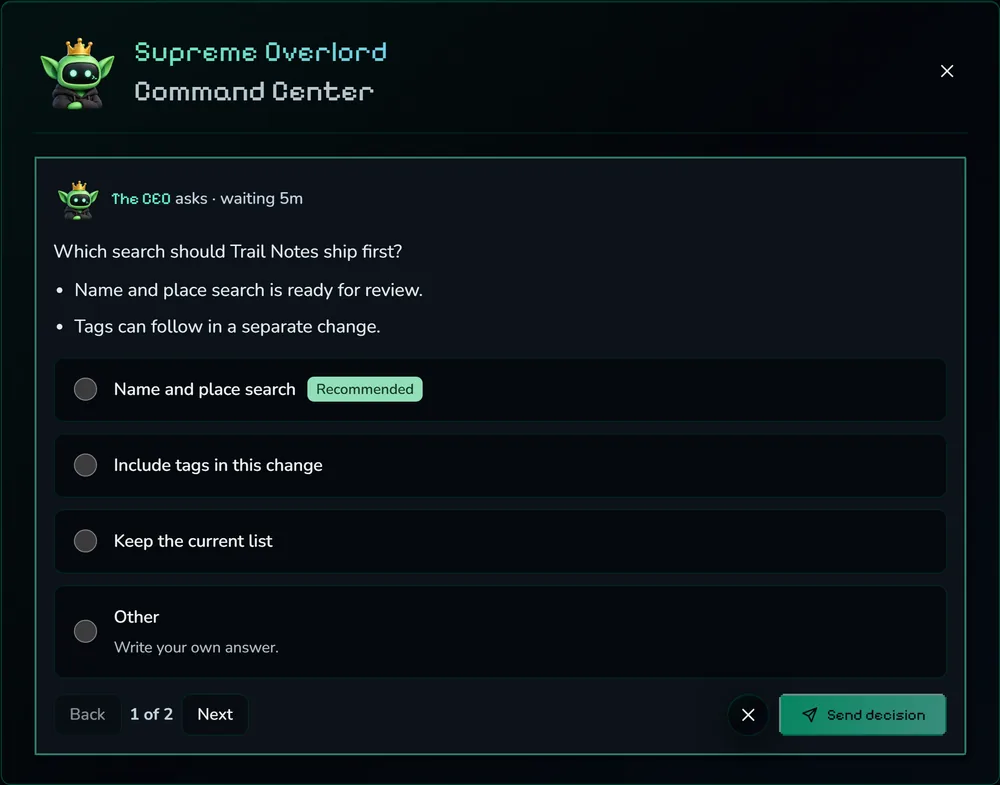 Supreme Overlord
Command Center
The CEO asks · waiting 5m
Which search should Trail Notes ship first?
• Name and place search is ready for review.
• Tags can follow in a separate change.
Name and place search Recommended
Include tags in this change
Keep the current list
Other
Write your own answer.
Back 1 of 2 Next Send decision